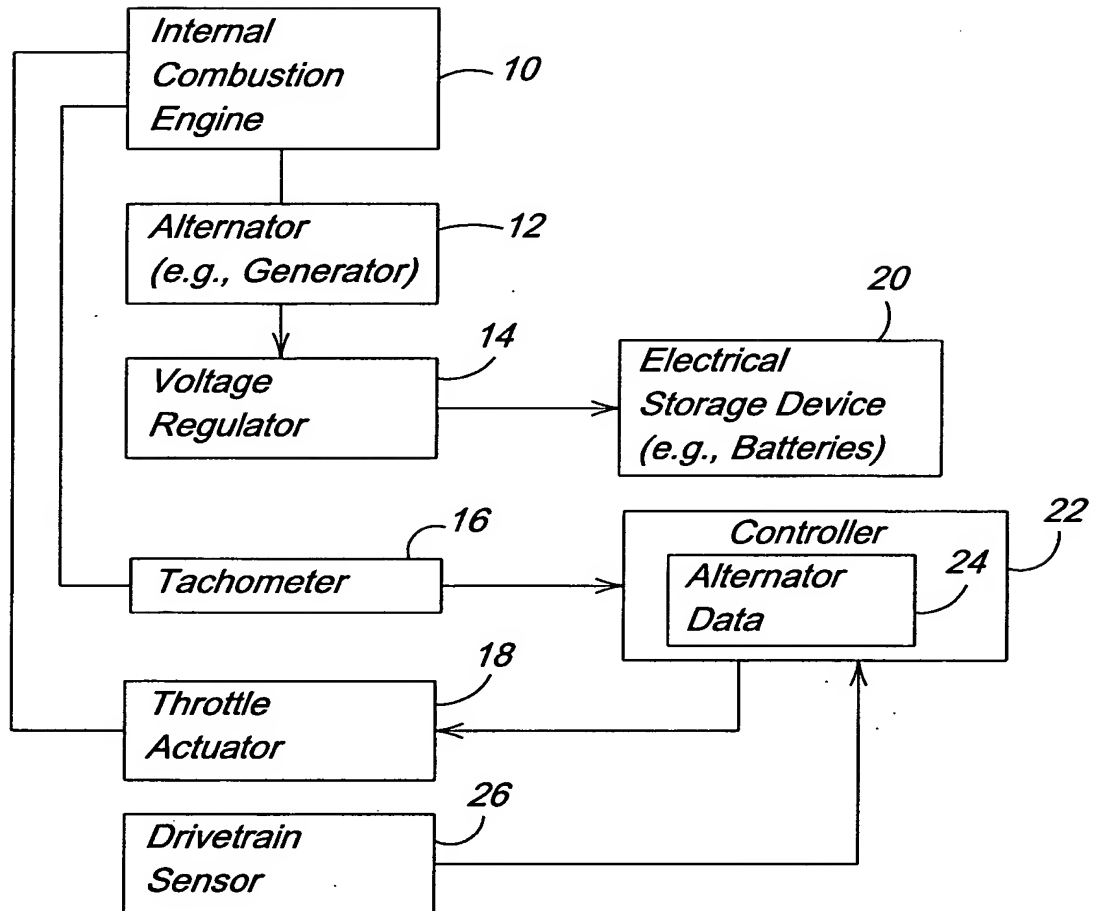 Internal
Combustion
Engine
10
Alternator
(e.g., Generator)
12
Voltage
Regulator
14
Electrical
Storage Device
(e.g., Batteries)
20
Tachometer
16
Controller
22
Alternator
Data
24
Throttle
Actuator
18
Drivetrain
Sensor
26